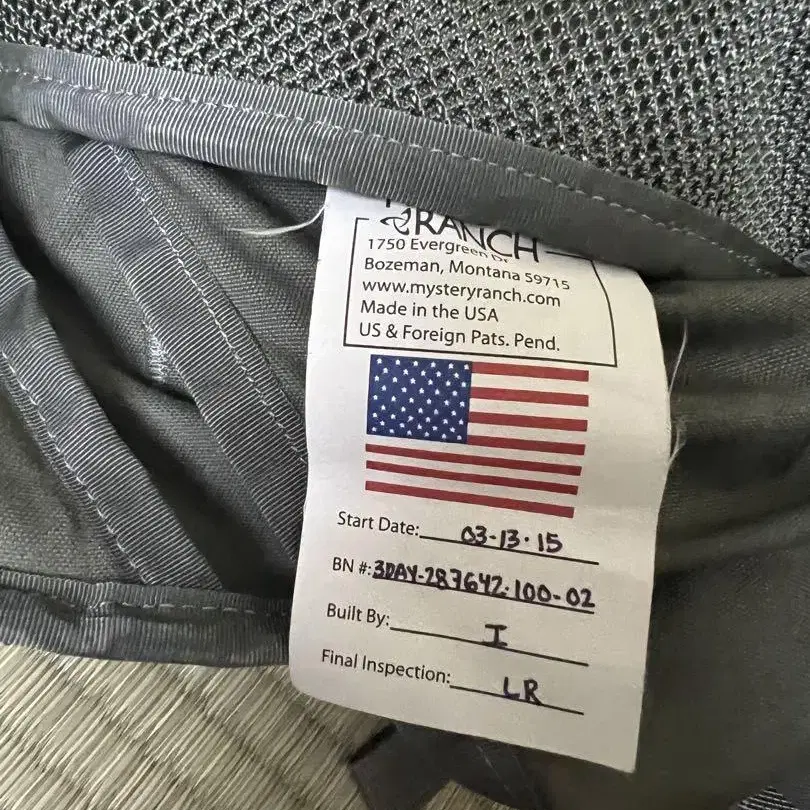 RANCH
1750 Evergreen Dr
Bozeman, Montana 59715
www.mysteryranch.com
Made in the USA
US & Foreign Pats. Pend.
Start Date: 03-13-15
BN #: 3DAY-287642-100-02
Built By: I
Final Inspection: LR